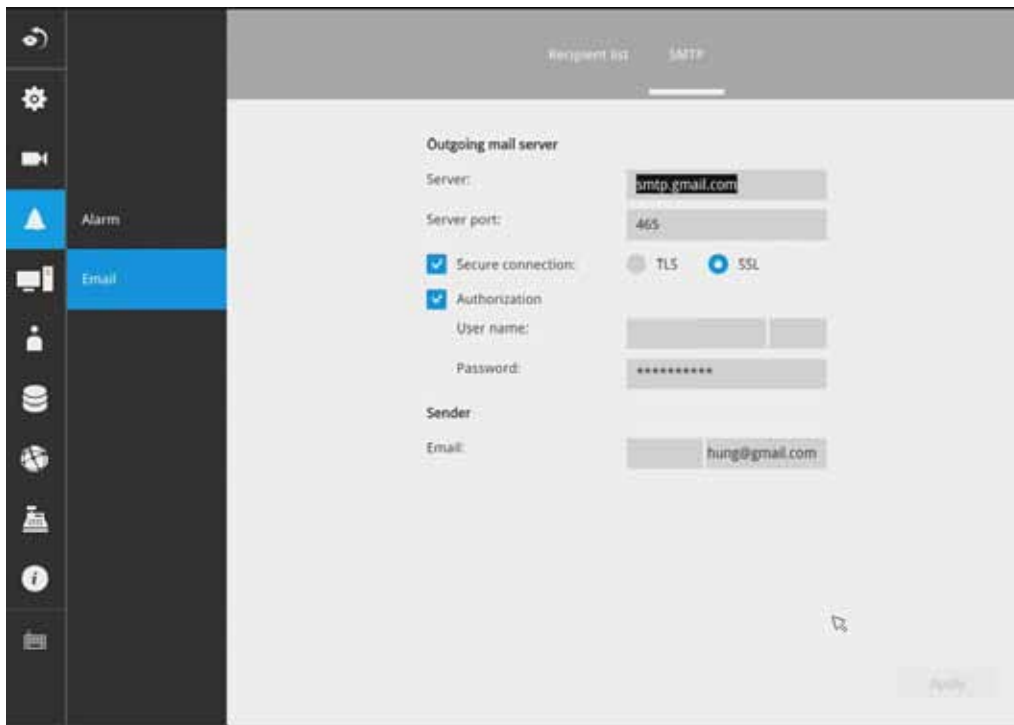 Recipient list SMTP
Outgoing mail server
Server: smtp.gmail.com
Server port: 465
Alarm
Secure connection: TLS SSL
Email
Authorization
User name:
Password: **********
Sender
Email: hung@gmail.com
Apply